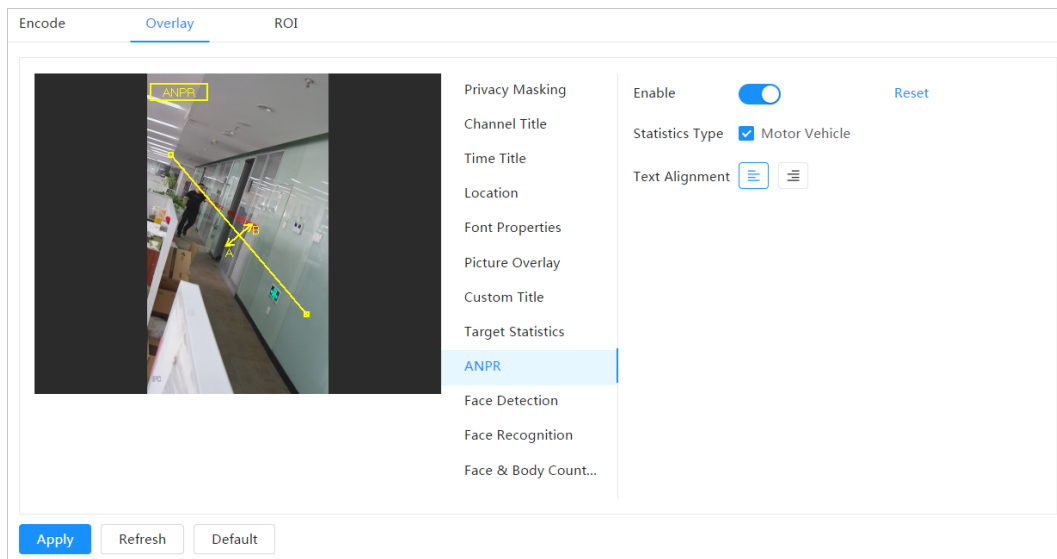 Encode Overlay ROI
ANPR
B
A
IPC
Privacy Masking
Channel Title
Time Title
Location
Font Properties
Picture Overlay
Custom Title
Target Statistics
ANPR
Face Detection
Face Recognition
Face & Body Count...
Enable Reset
Statistics Type Motor Vehicle
Text Alignment
Apply Refresh Default